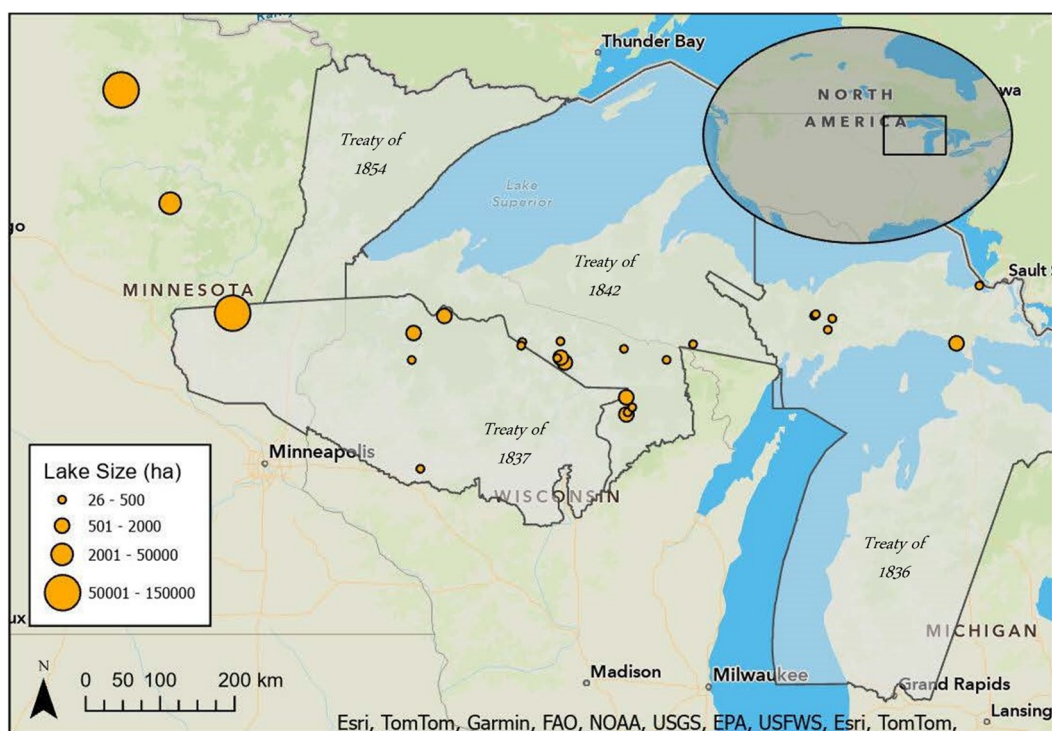 Thunder Bay
NORTH
AMERICA
Treaty of
1854
Lake
Superior
Treaty of
1842
Sault S
MINNESOTA
Minneapolis
Treaty of
1837
WISCONSIN
Lake Size (ha)
26 - 500
501 - 2000
2001 - 50000
50001 - 150000
Treaty of
1836
MICHIGAN
N
0 50 100 200 km
Madison
Milwaukee
Grand Rapids
Lansing
Esri, TomTom, Garmin, FAO, NOAA, USGS, EPA, USFWS, Esri, TomTom,